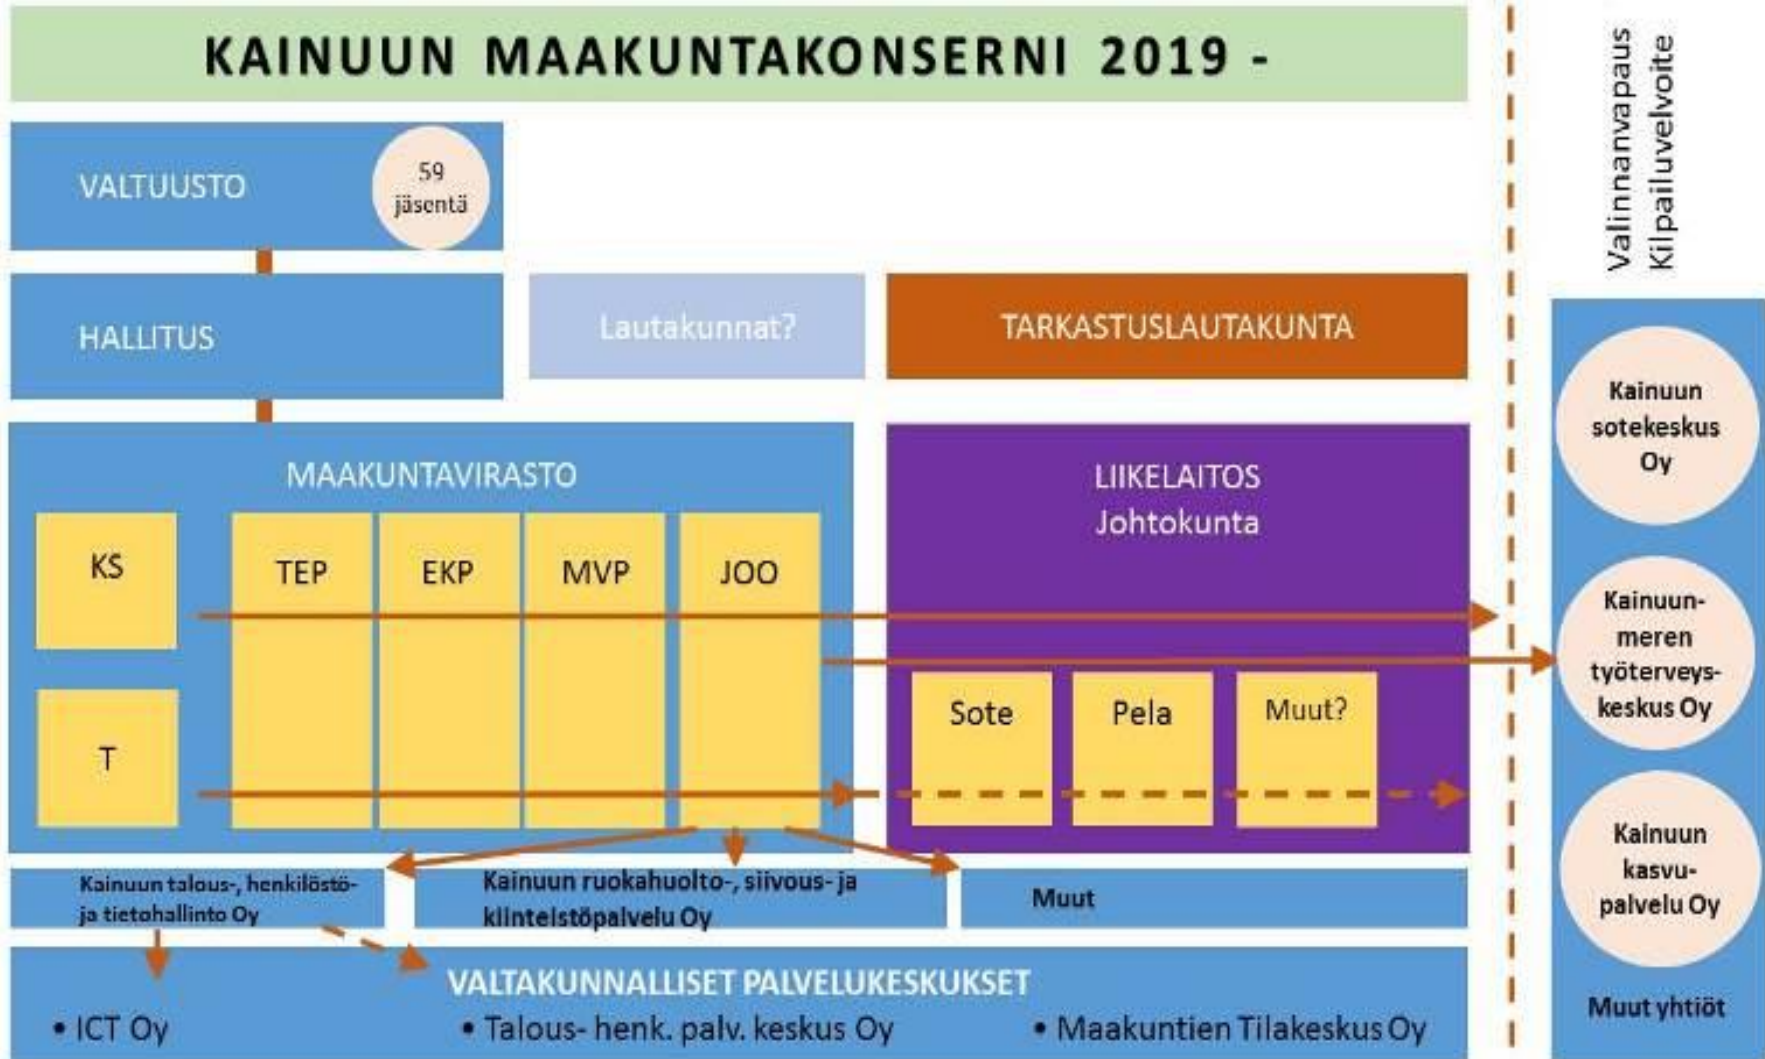 KAINUUN MAAKUNTAKONSERNI 2019 -
VALTUUSTO
59
jäsentä
HALLITUS
Lautakunnat?
TARKASTUSLAUTAKUNTA
MAAKUNTAVIRASTO
KS
T
TEP
EKP
MVP
JOO
LIIKELAITOS
Johtokunta
Sote
Pela
Muut?
Kainuun talous-, henkilöstö-
ja tietohallinto Oy
Kainuun ruokahuolto-, siivous- ja
kiinteistöpalvelu Oy
Muut
VALTAKUNNALLISET PALVELUKESKUKSET
• ICT Oy
• Talous- henk. palv. keskus Oy
• Maakuntien Tilakeskus Oy
Valinnanvapaus
Kilpailuvelvoite
Kainuun
sotekeskus
Oy
Kainuun-
meren
työterveys-
keskus Oy
Kainuun
kasvu-
palvelu Oy
Muut yhtiöt